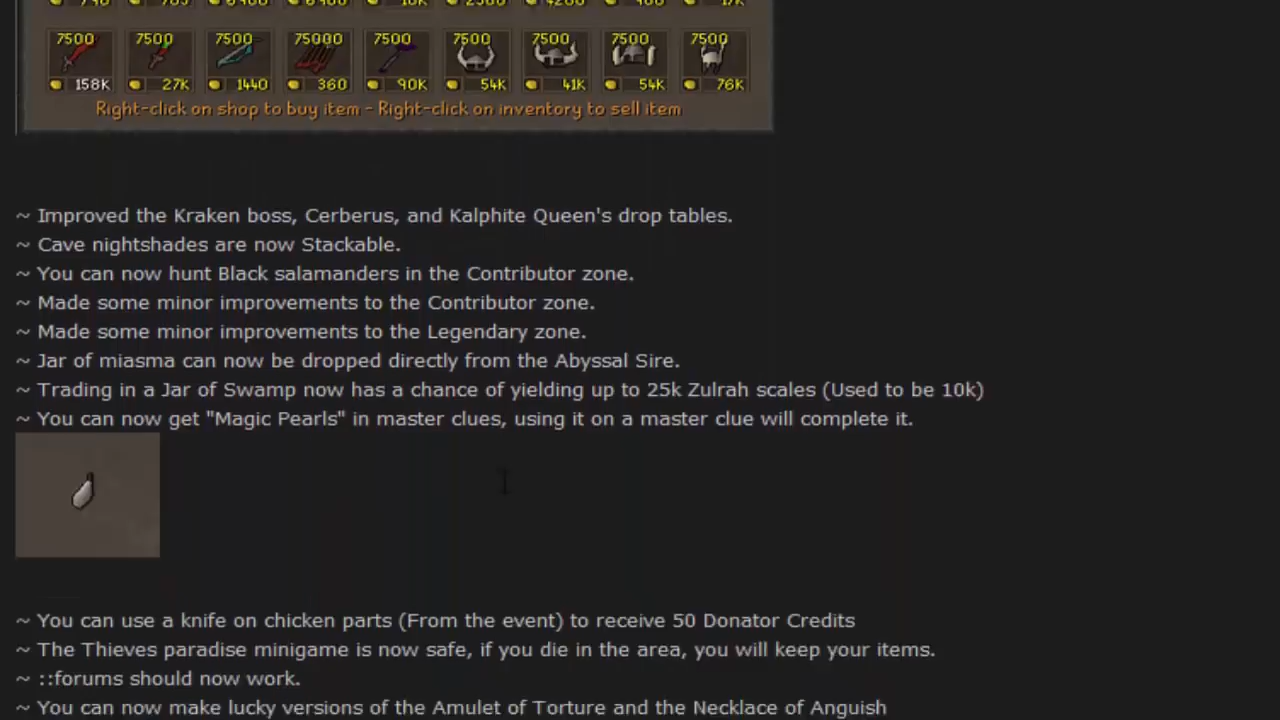 7500 7500 7500 75000 7500 7500 7500 7500 7500
158K 27K 1440 360 90K 54K 41K 54K 76K
Right-click on shop to buy item - Right-click on inventory to sell item
~ Improved the Kraken boss, Cerberus, and Kalphite Queen's drop tables.
~ Cave nightshades are now Stackable.
~ You can now hunt Black salamanders in the Contributor zone.
~ Made some minor improvements to the Contributor zone.
~ Made some minor improvements to the Legendary zone.
~ Jar of miasma can now be dropped directly from the Abyssal Sire.
~ Trading in a Jar of Swamp now has a chance of yielding up to 25k Zulrah scales (Used to be 10k)
~ You can now get "Magic Pearls" in master clues, using it on a master clue will complete it.
~ You can use a knife on chicken parts (From the event) to receive 50 Donator Credits
~ The Thieves paradise minigame is now safe, if you die in the area, you will keep your items.
~ ::forums should now work.
~ You can now make lucky versions of the Amulet of Torture and the Necklace of Anguish